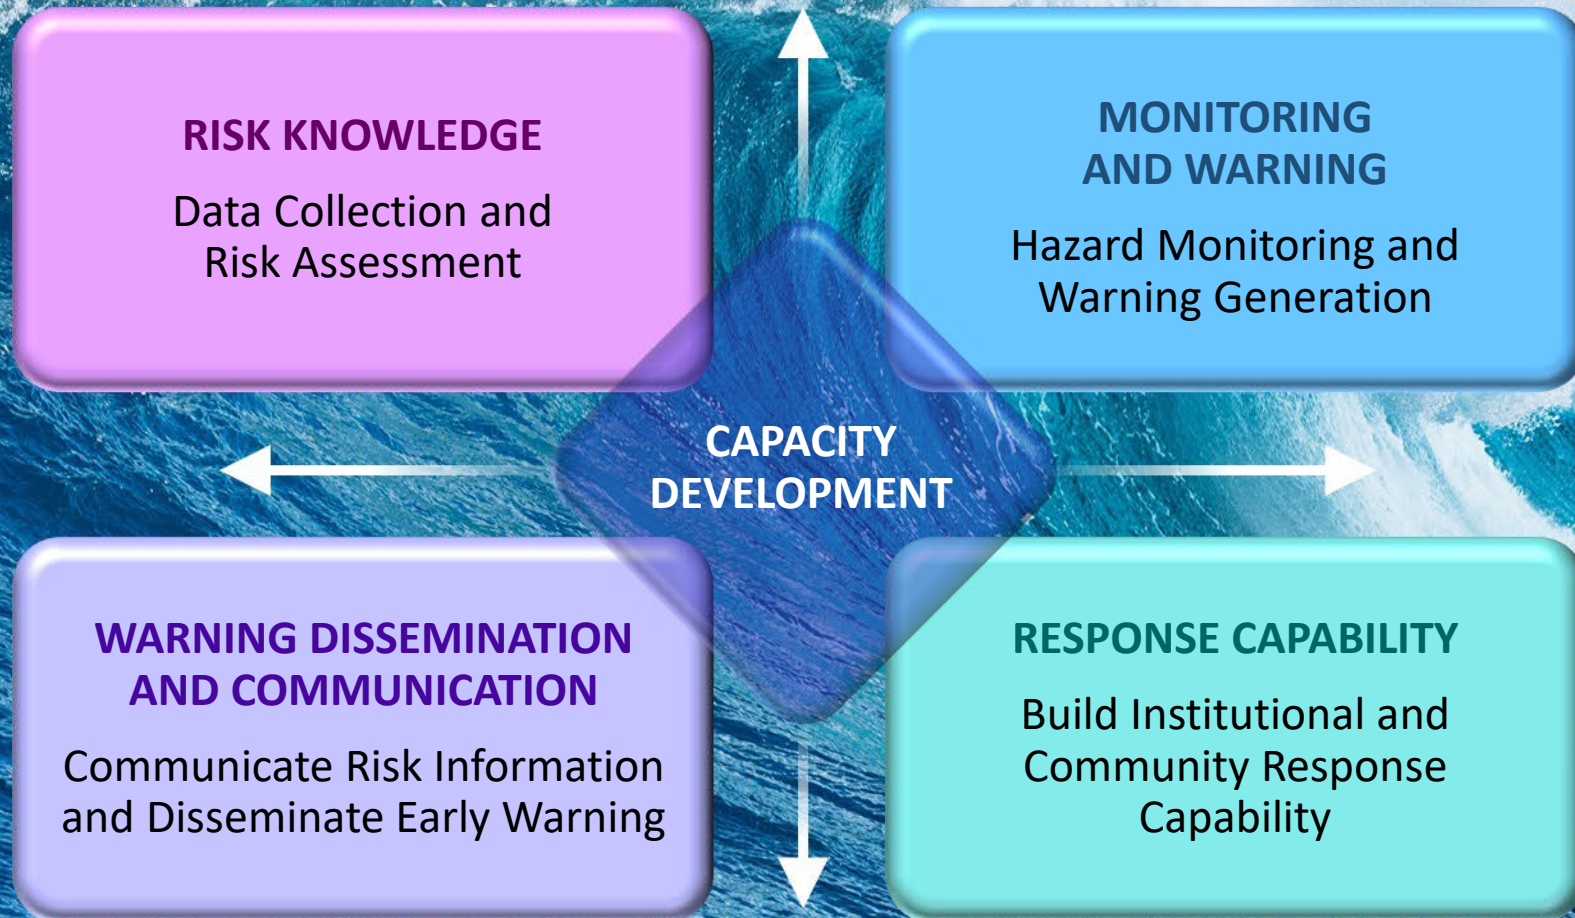 RISK KNOWLEDGE
Data Collection and
Risk Assessment
MONITORING
AND WARNING
Hazard Monitoring and
Warning Generation
CAPACITY
DEVELOPMENT
WARNING DISSEMINATION
AND COMMUNICATION
Communicate Risk Information
and Disseminate Early Warning
RESPONSE CAPABILITY
Build Institutional and
Community Response
Capability